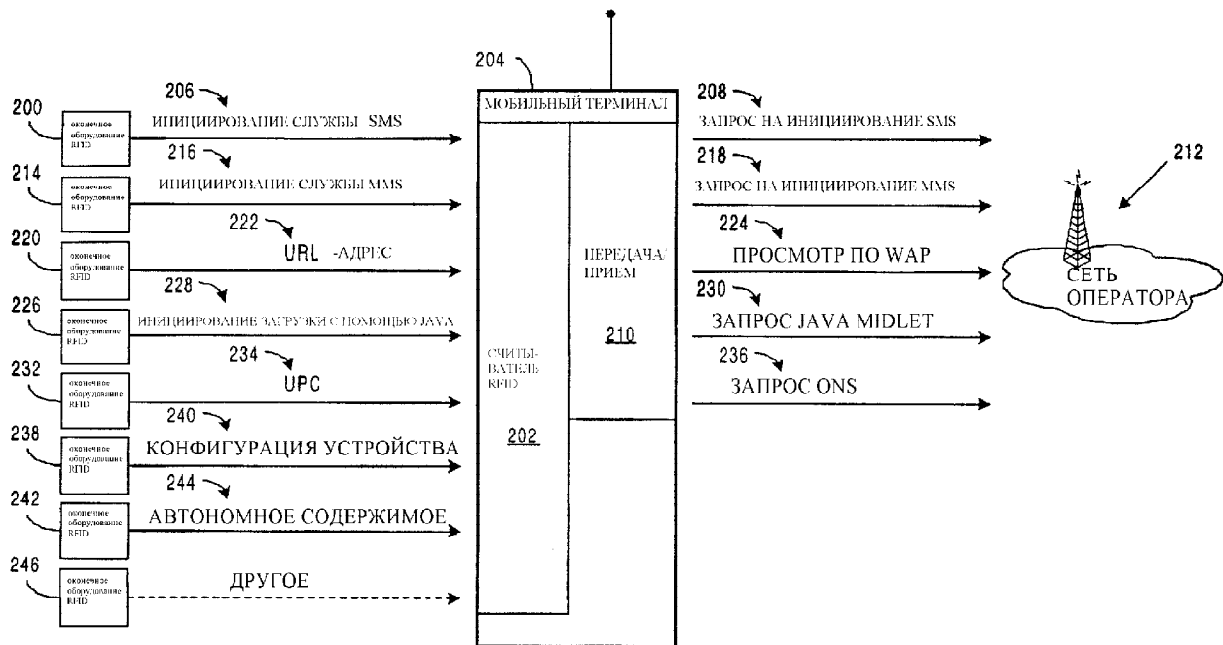 204
МОБИЛЬНЫЙ ТЕРМИНАЛ
200
оконечное
оборудование
RFID
206
ИНИЦИИРОВАНИЕ СЛУЖБЫ SMS
208
ЗАПРОС НА ИНИЦИИРОВАНИЕ SMS
214
оконечное
оборудование
RFID
216
ИНИЦИИРОВАНИЕ СЛУЖБЫ MMS
218
ЗАПРОС НА ИНИЦИИРОВАНИЕ MMS
212
220
оконечное
оборудование
RFID
222
URL -АДРЕС
224
ПРОСМОТР ПО WAP
226
оконечное
оборудование
RFID
228
ИНИЦИИРОВАНИЕ ЗАГРУЗКИ С ПОМОЩЬЮ JAVA
230
ЗАПРОС JAVA MIDLET
232
оконечное
оборудование
RFID
234
UPC
236
ЗАПРОС ONS
238
оконечное
оборудование
RFID
240
КОНФИГУРАЦИЯ УСТРОЙСТВА
242
оконечное
оборудование
RFID
244
АВТОНОМНОЕ СОДЕРЖИМОЕ
246
оконечное
оборудование
RFID
ДРУГОЕ
СЧИТЫ-
ВАТЕЛЬ
RFID
202
ПЕРЕДАЧА/
ПРИЕМ
210
СЕТЬ
ОПЕРАТОРА